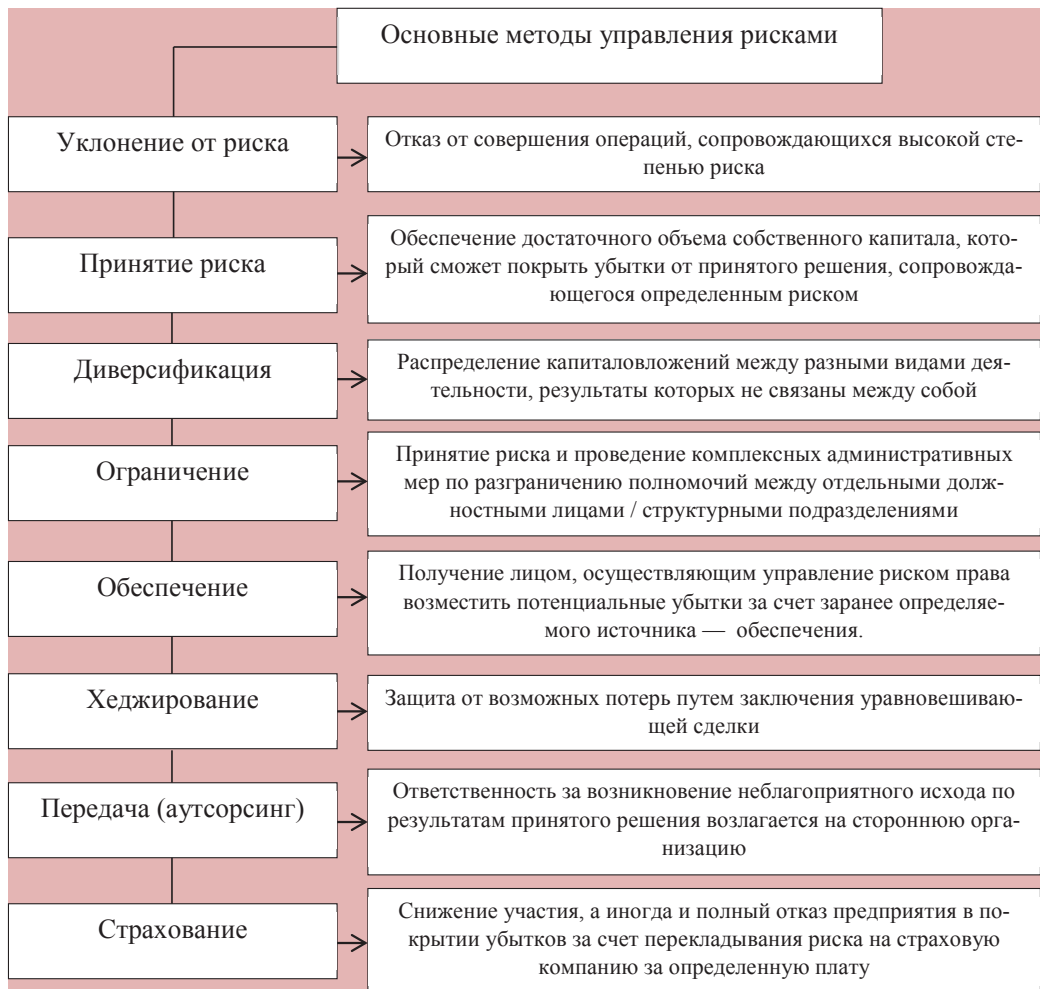 Основные методы управления рисками
Уклонение от риска
Отказ от совершения операций, сопровождающихся высокой сте-
пенью риска
Принятие риска
Обеспечение достаточного объема собственного капитала, кото-
рый сможет покрыть убытки от принятого решения, сопровожда-
ющегося определенным риском
Диверсификация
Распределение капиталовложений между разными видами дея-
тельности, результаты которых не связаны между собой
Ограничение
Принятие риска и проведение комплексных административных
мер по разграничению полномочий между отдельными долж-
ностными лицами / структурными подразделениями
Обеспечение
Получение лицом, осуществляющим управление риском права
возместить потенциальные убытки за счет заранее определяе-
мого источника — обеспечения.
Хеджирование
Защита от возможных потерь путем заключения уравновешиваю-
щей сделки
Передача (аутсорсинг)
Ответственность за возникновение неблагоприятного исхода по
результатам принятого решения возлагается на стороннюю орга-
низацию
Страхование
Снижение участия, а иногда и полный отказ предприятия в по-
крытии убытков за счет перекладывания риска на страховую
компанию за определенную плату